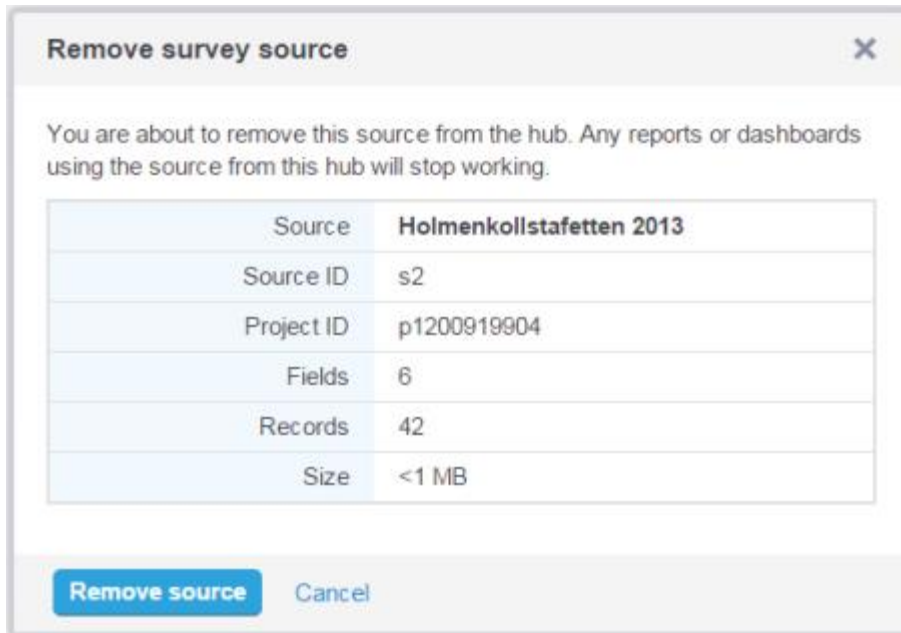 Remove survey source
You are about to remove this source from the hub. Any reports or dashboards
using the source from this hub will stop working.
Source Holmenkollstafetten 2013
Source ID s2
Project ID p1200919904
Fields 6
Records 42
Size <1 MB
Remove source Cancel